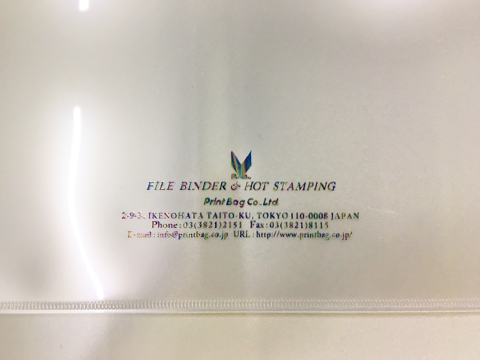 FILE BINDER & HOT STAMPING
Print Bag Co., Ltd.
2-9-3, IKENOHATA TAITO-KU, TOKYO 110-0008 JAPAN
Phone:03(3821)2151 Fax:03(3821)8115
E-mail:info@printbag.co.jp URL:http://www.printbag.co.jp/